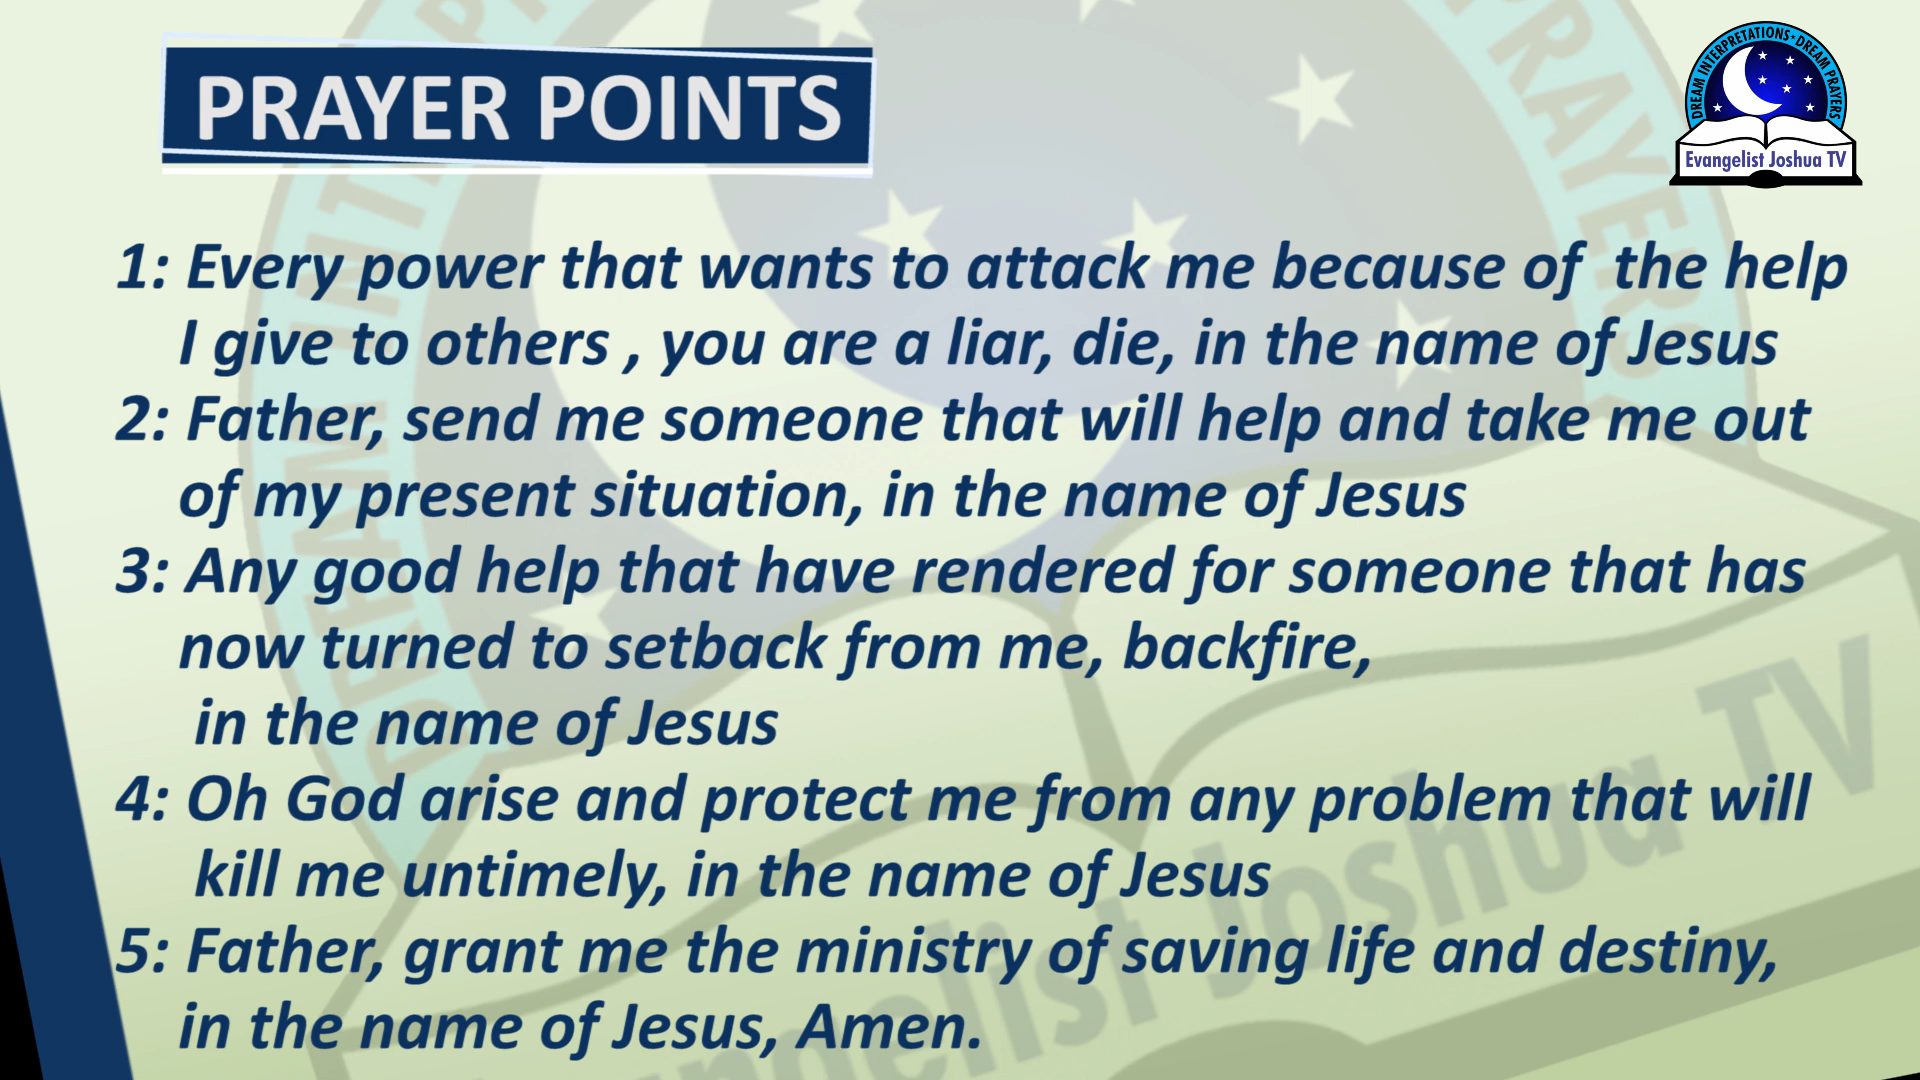 PRAYER POINTS
DREAM INTERPRETATIONS • DREAM PRAYERS
Evangelist Joshua TV
1: Every power that wants to attack me because of the help
I give to others , you are a liar, die, in the name of Jesus
2: Father, send me someone that will help and take me out
of my present situation, in the name of Jesus
3: Any good help that have rendered for someone that has
now turned to setback from me, backfire,
in the name of Jesus
4: Oh God arise and protect me from any problem that will
kill me untimely, in the name of Jesus
5: Father, grant me the ministry of saving life and destiny,
in the name of Jesus, Amen.